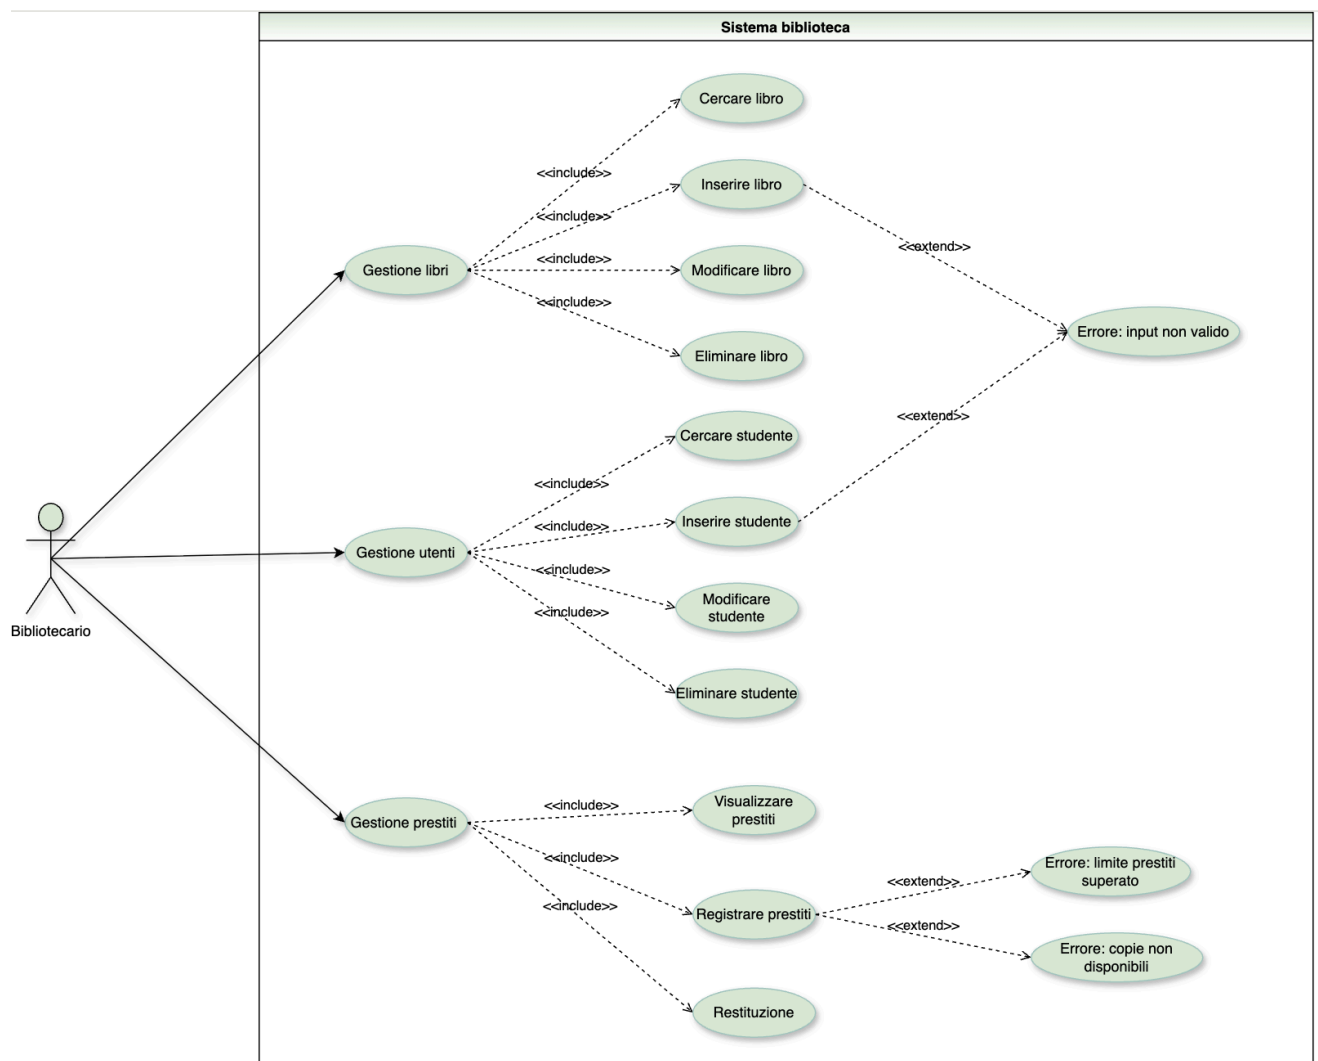 Sistema biblioteca
Cercare libro
<<include>>
Inserire libro
<<include>>
<<extend>>
<<include>>
Gestione libri
Modificare libro
<<include>>
Errore: input non valido
Eliminare libro
<<extend>>
Cercare studente
<<include>>
Inserire studente
<<include>>
Gestione utenti
<<include>>
Modificare
studente
<<include>>
Bibliotecario
Eliminare studente
Visualizzare
prestiti
<<include>>
Gestione prestiti
<<include>>
Errore: limite prestiti
superato
<<extend>>
<<include>>
Registrare prestiti
<<extend>>
Errore: copie non
disponibili
Restituzione